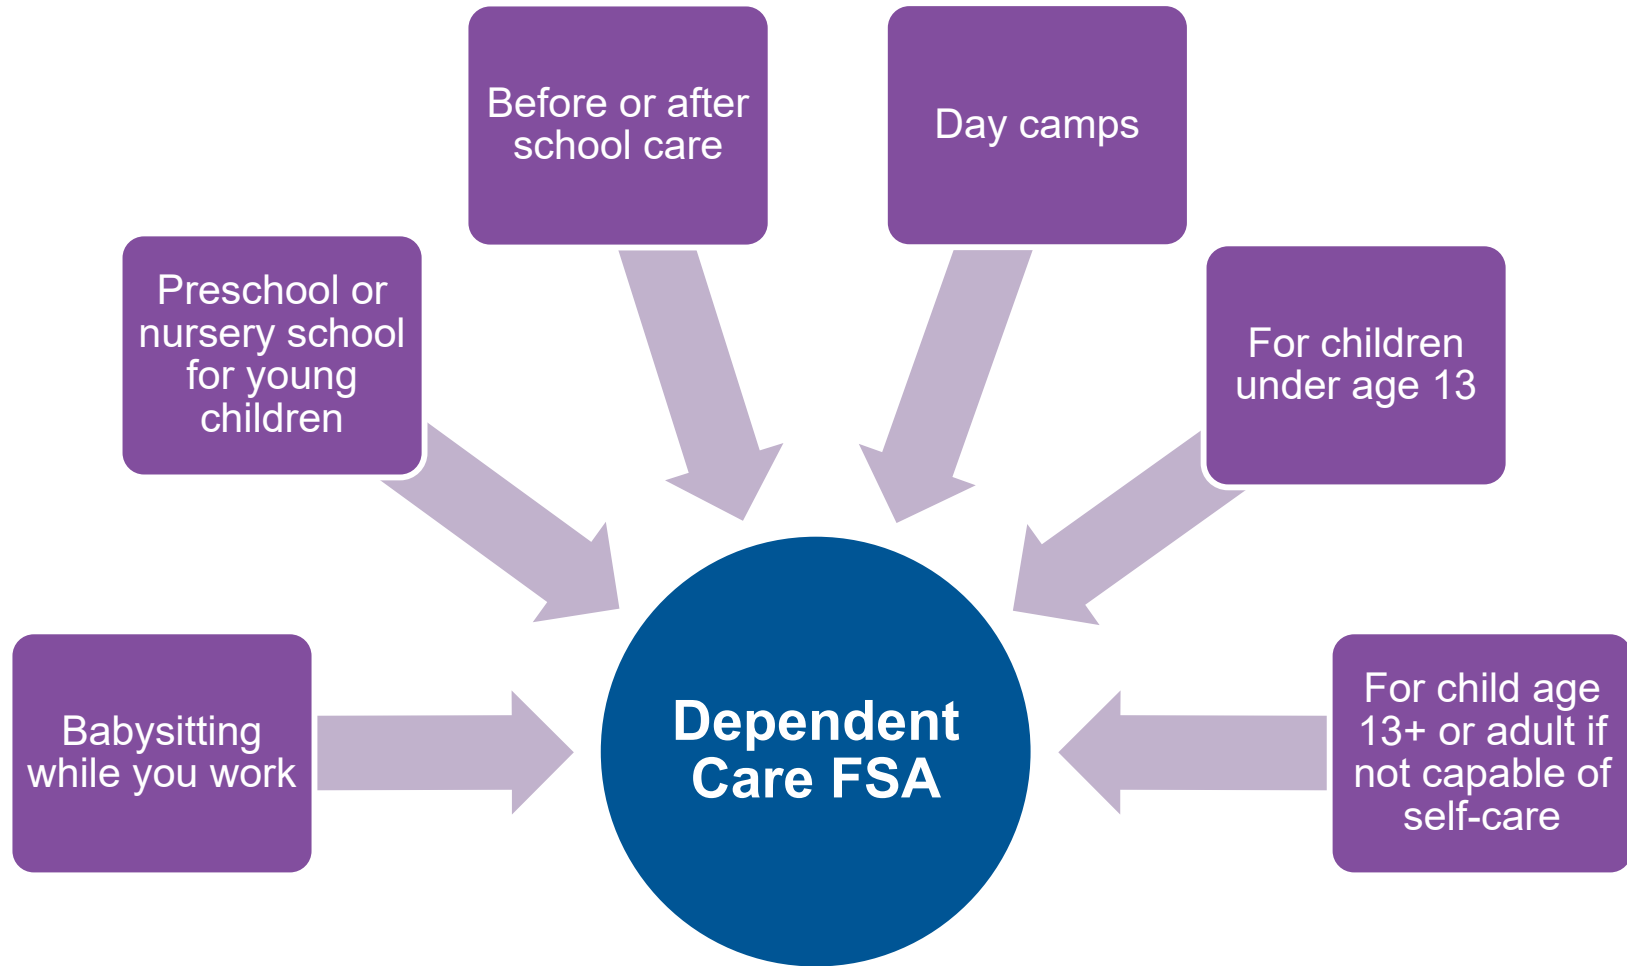 Before or after
school care
Day camps
Preschool or
nursery school
for young
children
For children
under age 13
Babysitting
while you work
Dependent
Care FSA
For child age
13+ or adult if
not capable of
self-care